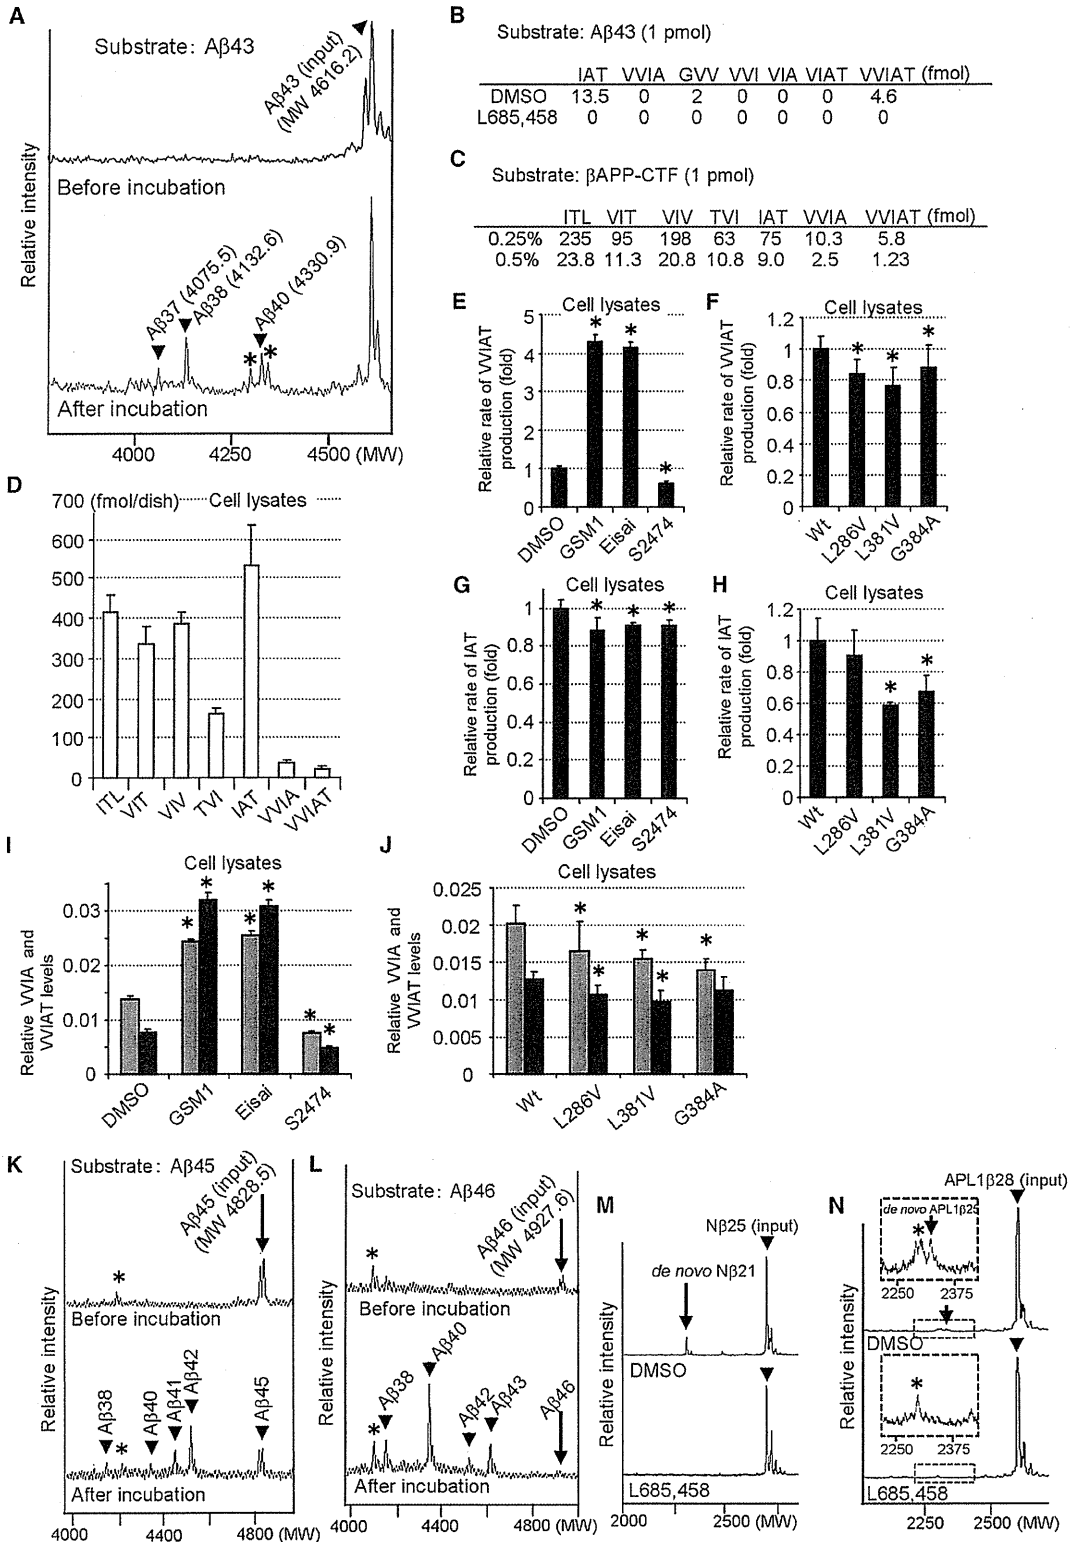 A
Substrate: Aβ43
Aβ43 (input)
(MW 4616.2)
Before incubation
Relative intensity
Aβ37 (4075.5)
Aβ38 (4132.6)
Aβ40 (4330.9)
* *
After incubation
4000 4250 4500 (MW)
B
Substrate: Aβ43 (1 pmol)
IAT VVIA GVV VVI VIA VIAT VVIAT (fmol)
DMSO 13.5 0 2 0 0 0 4.6
L685,458 0 0 0 0 0 0 0
C
Substrate: βAPP-CTF (1 pmol)
ITL VIT VIV TVI IAT VVIA VVIAT (fmol)
0.25% 235 95 198 63 75 10.3 5.8
0.5% 23.8 11.3 20.8 10.8 9.0 2.5 1.23
D
700 (fmol/dish) Cell lysates
600
500
400
300
200
100
0
ITL VIT VIV TVI IAT VVIA VVIAT
E
Cell lysates
Relative rate of VVIAT
production (fold)
5
4
3
2
1
0
* * *
DMSO GSM1 Eisai S2474
F
Cell lysates
Relative rate of VVIAT
production (fold)
1.2
1
0.8
0.6
0.4
0.2
0
* * *
Wt L286V L381V G384A
G
Cell lysates
Relative rate of IAT
production (fold)
1
0.8
0.6
0.4
0.2
0
* * *
DMSO GSM1 Eisai S2474
H
Cell lysates
Relative rate of IAT
production (fold)
1.2
1
0.8
0.6
0.4
0.2
0
* *
Wt L286V L381V G384A
I
Cell lysates
Relative VVIA and
VVIAT levels
0.03
0.02
0.01
0
* * * * * *
DMSO GSM1 Eisai S2474
J
Cell lysates
Relative VVIA and
VVIAT levels
0.025
0.02
0.015
0.01
0.005
0
* * * * *
Wt L286V L381V G384A
K
Substrate: Aβ45
Aβ45 (input)
(MW 4828.5)
*
Before incubation
Relative intensity
Aβ38
*
Aβ40
Aβ41
Aβ42
Aβ45
After incubation
4000 4400 4800 (MW)
L
Substrate: Aβ46
Aβ46 (input)
(MW 4927.6)
*
Before incubation
Relative intensity
*
Aβ38
Aβ40
Aβ42
Aβ43
Aβ46
After incubation
4000 4400 4800 (MW)
M
Nβ25 (input)
de novo Nβ21
Relative intensity
DMSO
L685,458
2000 2500 (MW)
N
APL1β28 (input)
de novo APL1β25
*
2250 2375
Relative intensity
DMSO
*
2250 2375
L685,458
2250 2500 (MW)